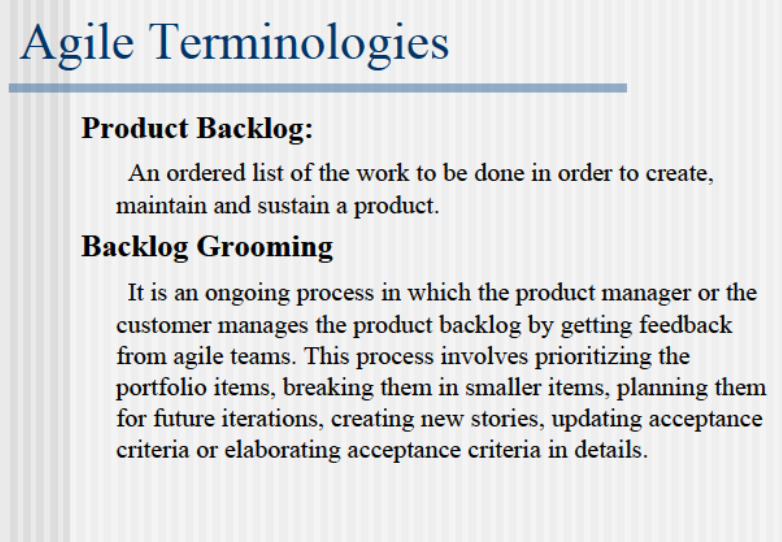 Agile Terminologies
Product Backlog:
An ordered list of the work to be done in order to create,
maintain and sustain a product.
Backlog Grooming
It is an ongoing process in which the product manager or the
customer manages the product backlog by getting feedback
from agile teams. This process involves prioritizing the
portfolio items, breaking them in smaller items, planning them
for future iterations, creating new stories, updating acceptance
criteria or elaborating acceptance criteria in details.